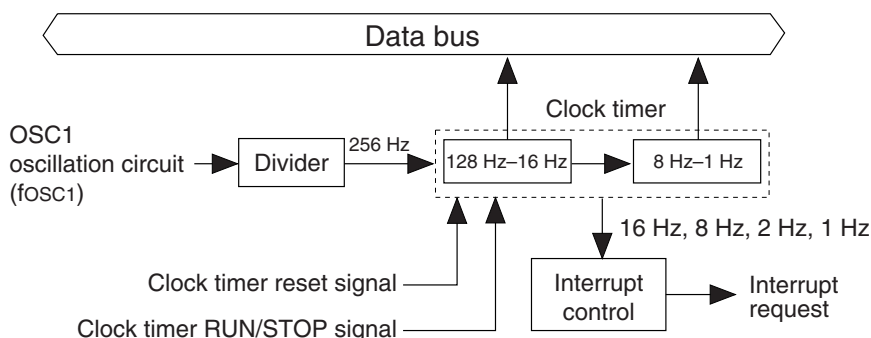 Data bus
Clock timer
OSC1
oscillation circuit
(fOSC1)
Divider
256 Hz
128 Hz–16 Hz
8 Hz–1 Hz
16 Hz, 8 Hz, 2 Hz, 1 Hz
Clock timer reset signal
Clock timer RUN/STOP signal
Interrupt
control
Interrupt
request